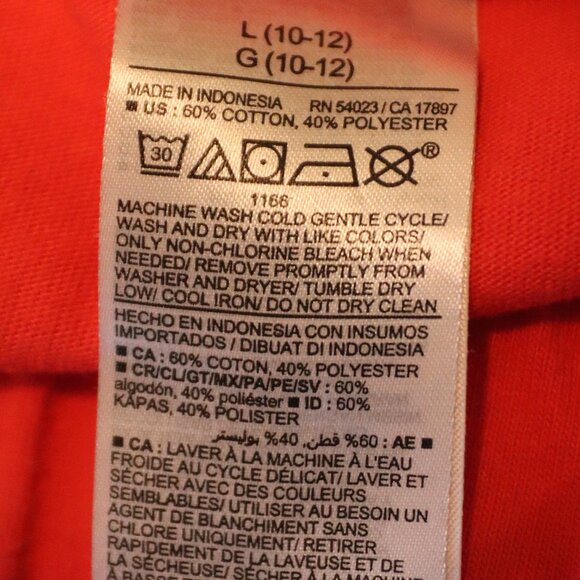 L (10-12)
G (10-12)
MADE IN INDONESIA RN 54023 / CA 17897
■ US : 60% COTTON, 40% POLYESTER
30 ®
1166
MACHINE WASH COLD GENTLE CYCLE/
WASH AND DRY WITH LIKE COLORS/
ONLY NON-CHLORINE BLEACH WHEN
NEEDED/ REMOVE PROMPTLY FROM
WASHER AND DRYER/ TUMBLE DRY
LOW/ COOL IRON/ DO NOT DRY CLEAN
HECHO EN INDONESIA CON INSUMOS
IMPORTADOS / DIBUAT DI INDONESIA
■ CA : 60% COTTON, 40% POLYESTER
■ CR/CL/GT/MX/PA/PE/SV : 60%
algodón, 40% poliéster ■ ID : 60%
KAPAS, 40% POLISTER
■ AE : 60% قطن, 40% بوليستر
■ CA : LAVER À LA MACHINE À L'EAU
FROIDE AU CYCLE DÉLICAT/ LAVER ET
SÉCHER AVEC DES COULEURS
SEMBLABLES/ UTILISER AU BESOIN UN
AGENT DE BLANCHIMENT SANS
CHLORE UNIQUEMENT/ RETIRER
RAPIDEMENT DE LA LAVEUSE ET DE
LA SÉCHEUSE/ SÉCHER À LA MACHINE
À BASSE